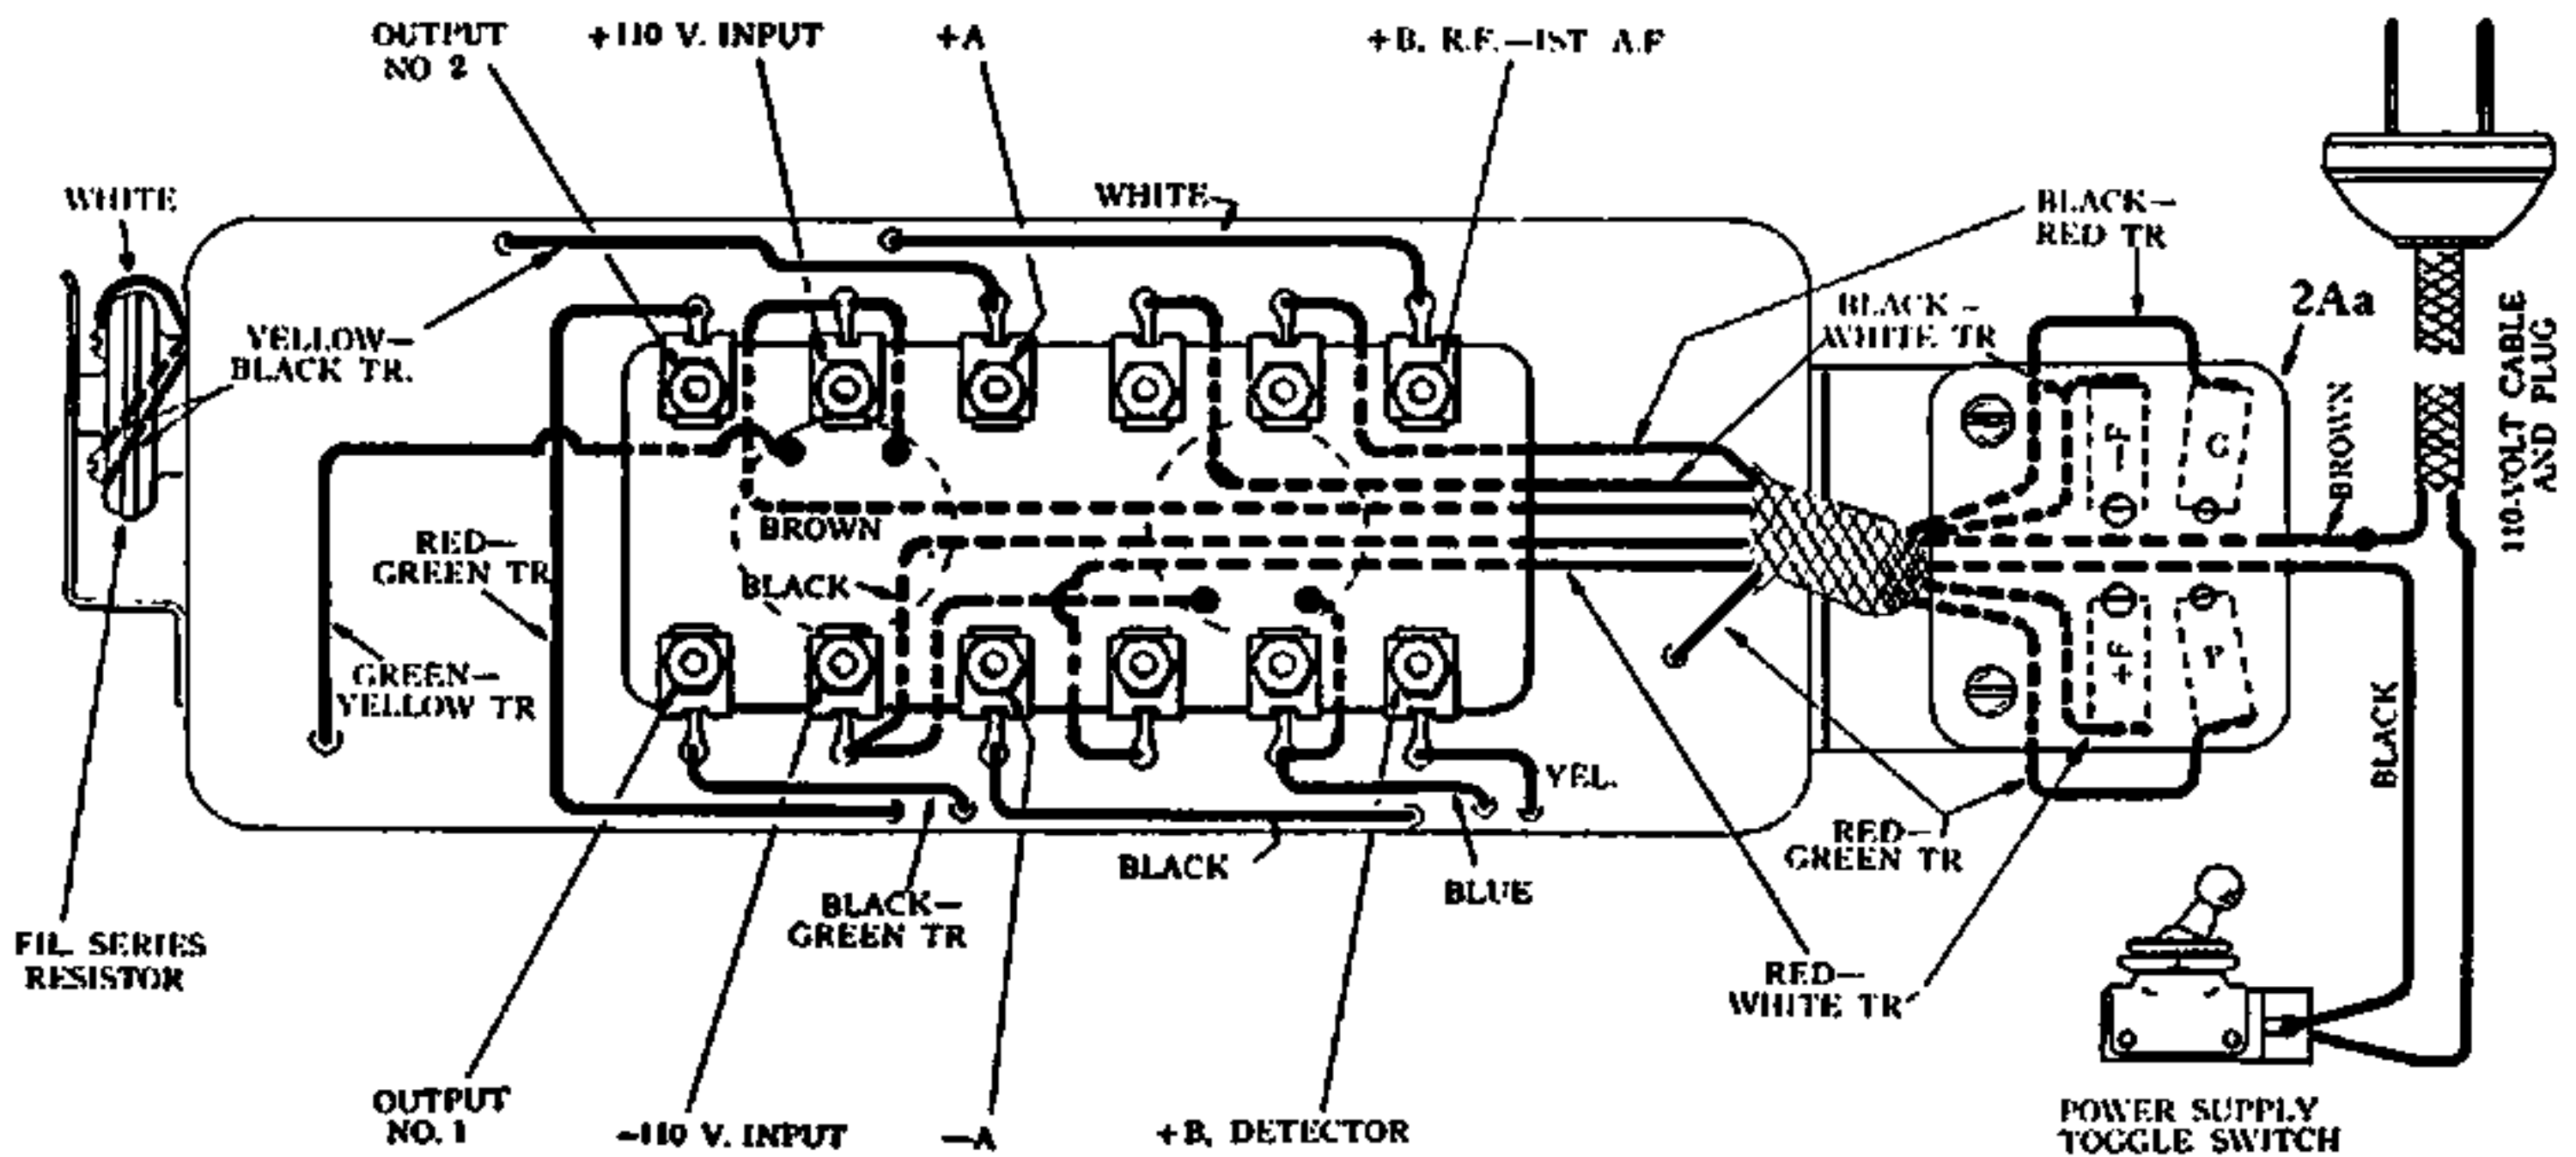 OUTPUT
NO 2
+110 V. INPUT
+A
+B. R.F.—1ST A.F
WHITE
WHITE
BLACK—
RED TR
BLACK—
WHITE TR
2Aa
110-VOLT CABLE
AND PLUG
YELLOW—
BLACK TR.
BROWN
—F
G
BROWN
RED—
GREEN TR
BLACK
GREEN—
YELLOW TR
+F
P
BLACK
YEL.
RED—
GREEN TR
BLACK
BLUE
BLACK—
GREEN TR
FIL. SERIES
RESISTOR
RED—
WHITE TR
OUTPUT
NO. 1
-110 V. INPUT
—A
+B, DETECTOR
POWER SUPPLY
TOGGLE SWITCH